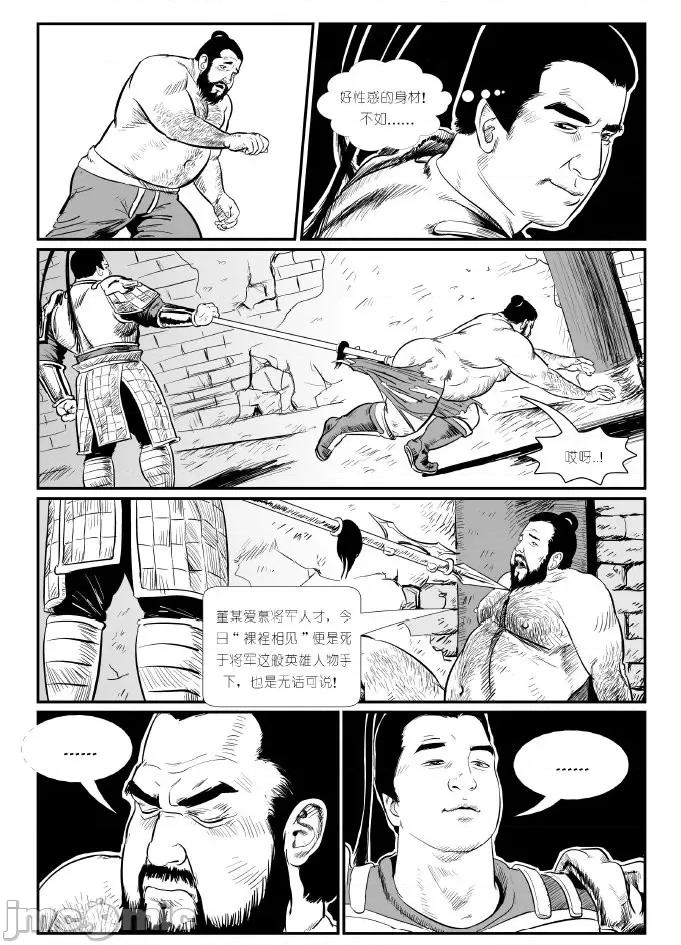 好性感的身材!
不如……
哎呀..!
董某爱慕将军人才，今
日“裸裎相见”便是死
于将军这般英雄人物手
下，也是无话可说!
……
……
jmcomic